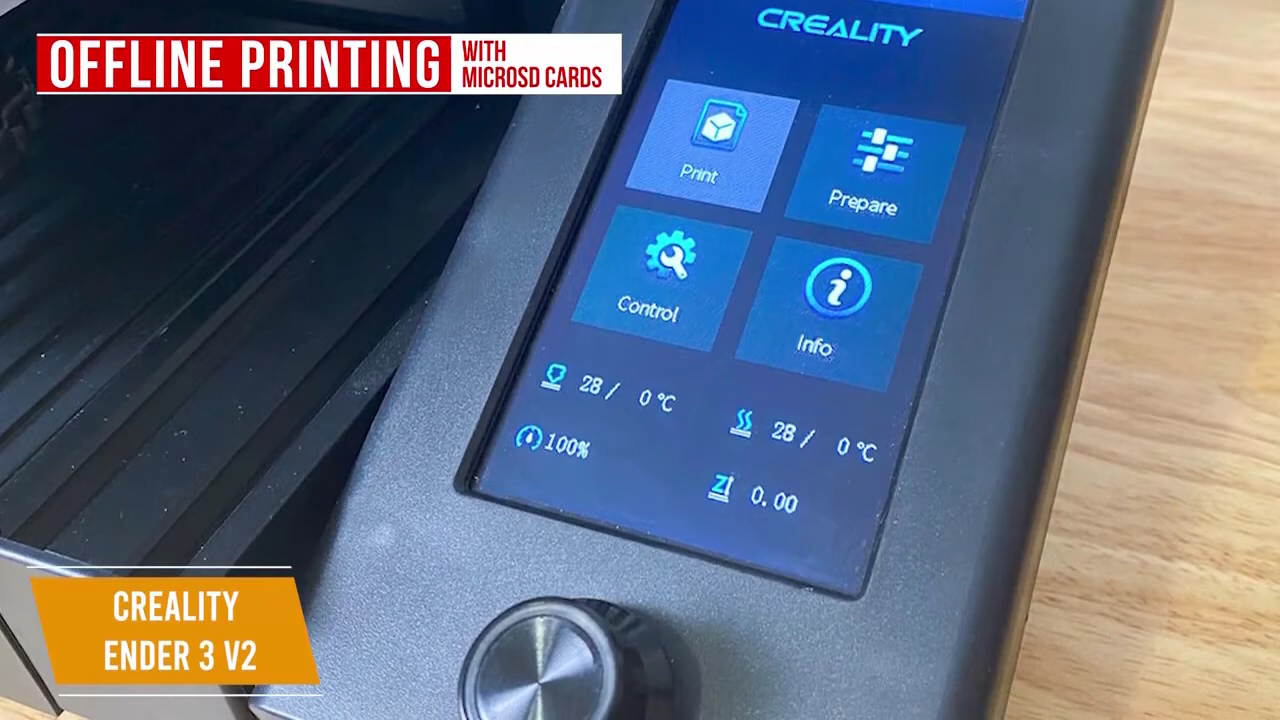 OFFLINE PRINTING
WITH
MICROSD CARDS
CREALITY
Print
Prepare
Control
Info
28 / 0 °C
28 / 0 °C
100%
Z
0.00
CREALITY
ENDER 3 V2